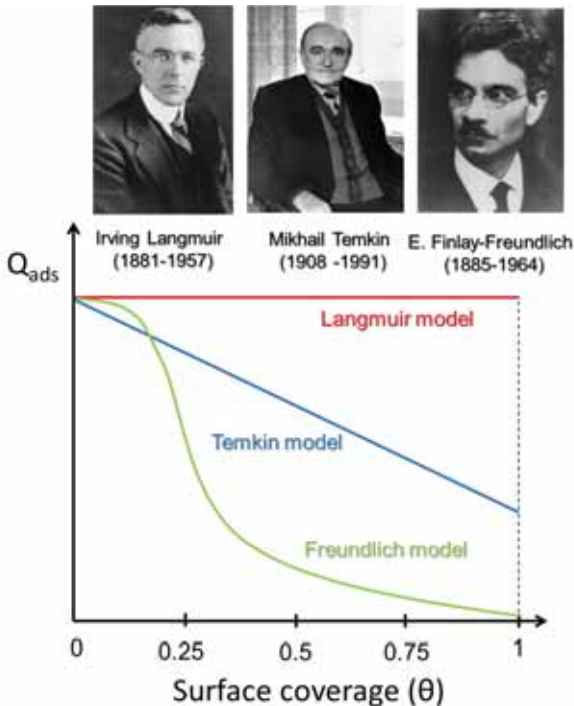 Irving Langmuir
(1881-1957)
Mikhail Temkin
(1908 -1991)
E. Finlay-Freundlich
(1885-1964)
Qads
Langmuir model
Temkin model
Freundlich model
0
0.25
0.5
0.75
1
Surface coverage (θ)